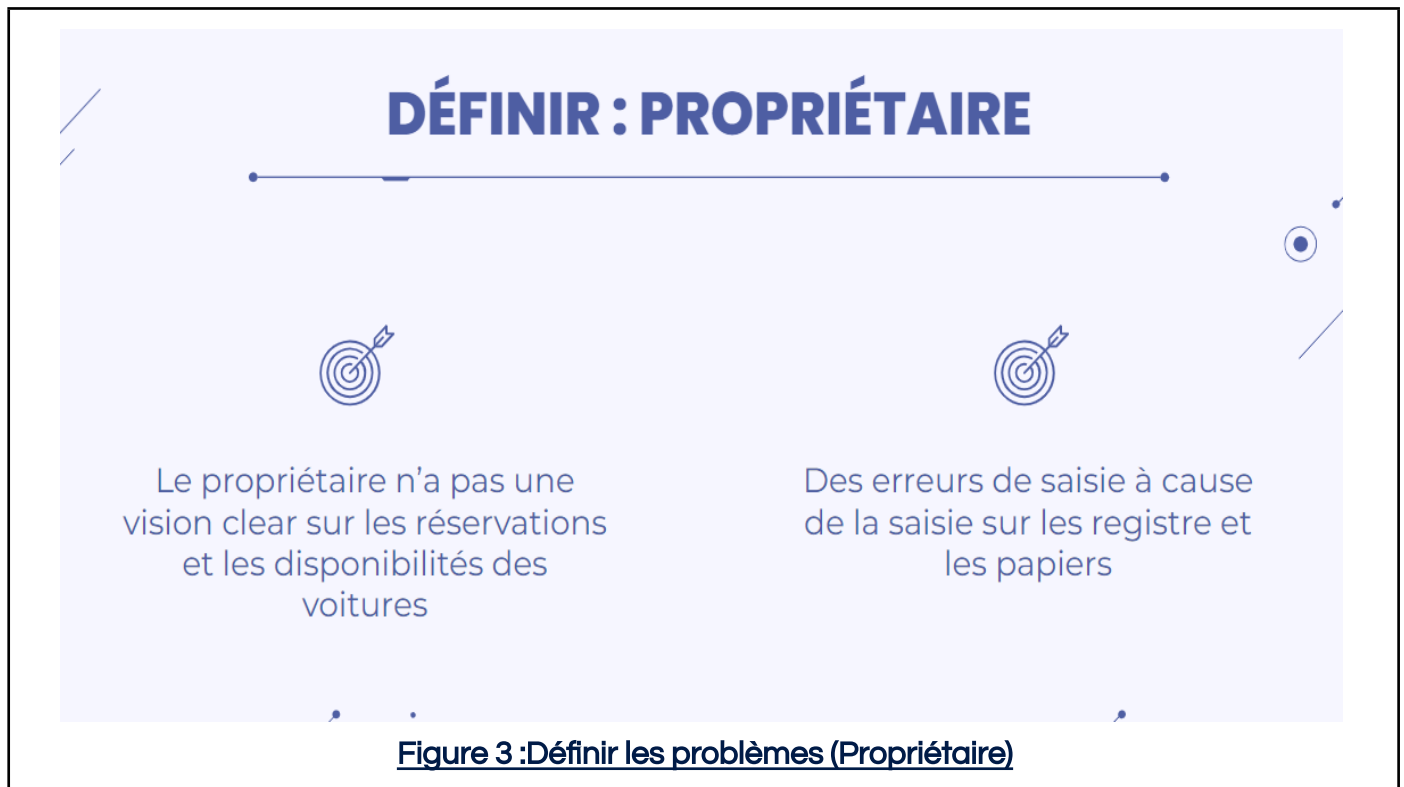 DÉFINIR : PROPRIÉTAIRE
Le propriétaire n’a pas une
vision clear sur les réservations
et les disponibilités des
voitures
Des erreurs de saisie à cause
de la saisie sur les registre et
les papiers
Figure 3 :Définir les problèmes (Propriétaire)